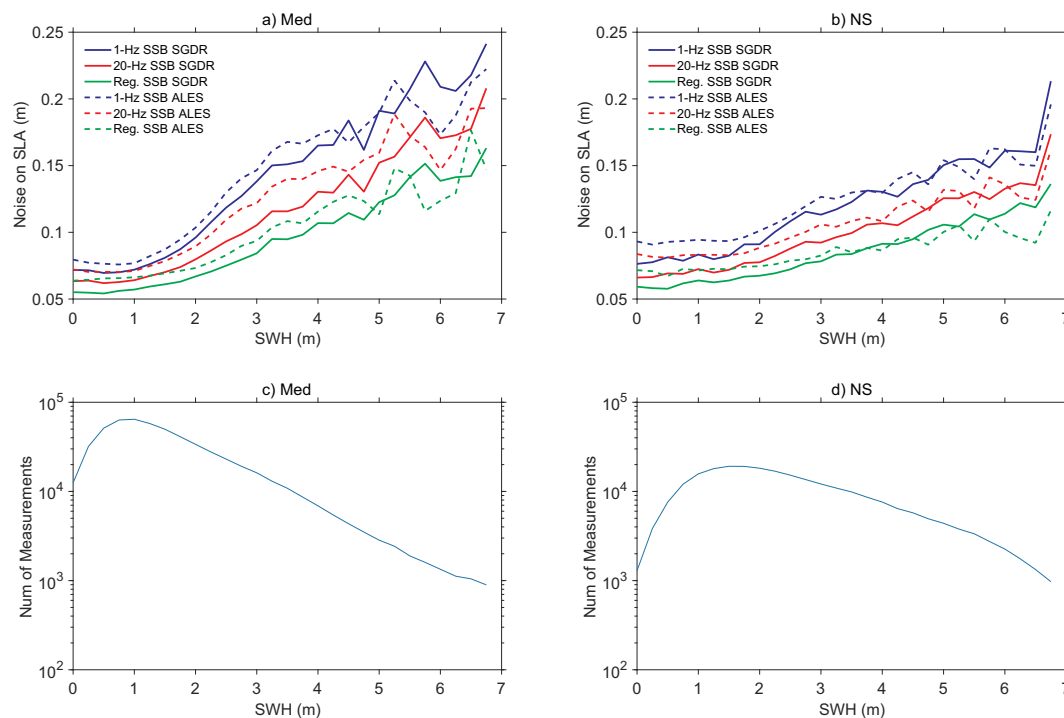 a) Med
0.25
0.2
0.15
0.1
0.05
Noise on SLA (m)
1-Hz SSB SGDR
20-Hz SSB SGDR
Reg. SSB SGDR
1-Hz SSB ALES
20-Hz SSB ALES
Reg. SSB ALES
0 1 2 3 4 5 6 7
SWH (m)
b) NS
0.25
0.2
0.15
0.1
0.05
Noise on SLA (m)
1-Hz SSB SGDR
20-Hz SSB SGDR
Reg. SSB SGDR
1-Hz SSB ALES
20-Hz SSB ALES
Reg. SSB ALES
0 1 2 3 4 5 6 7
SWH (m)
c) Med
10^5
10^4
10^3
10^2
Num of Measurements
0 1 2 3 4 5 6 7
SWH (m)
d) NS
10^5
10^4
10^3
10^2
Num of Measurements
0 1 2 3 4 5 6 7
SWH (m)